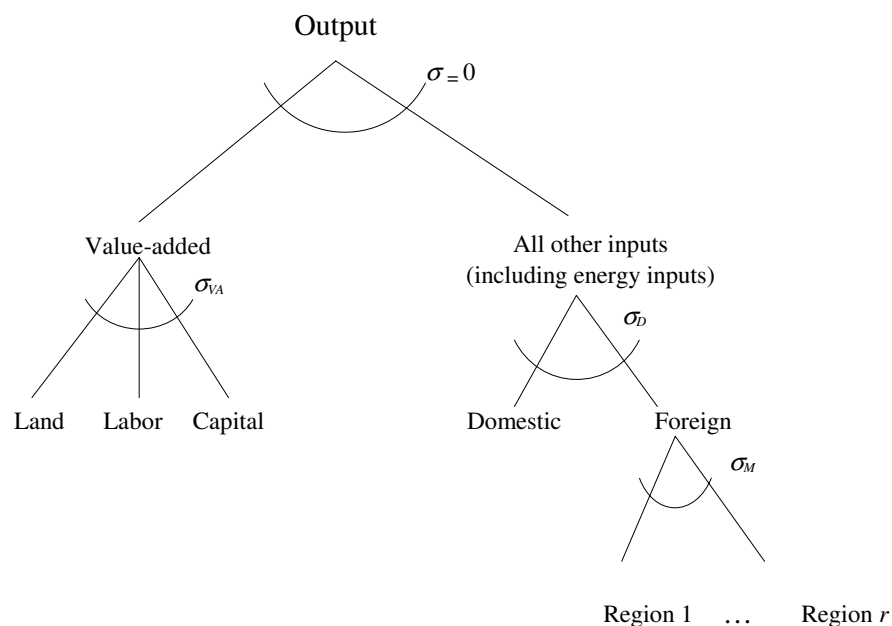 Output
σ = 0
Value-added
All other inputs
(including energy inputs)
σVA
σD
Land Labor Capital
Domestic Foreign
σM
Region 1 … Region r